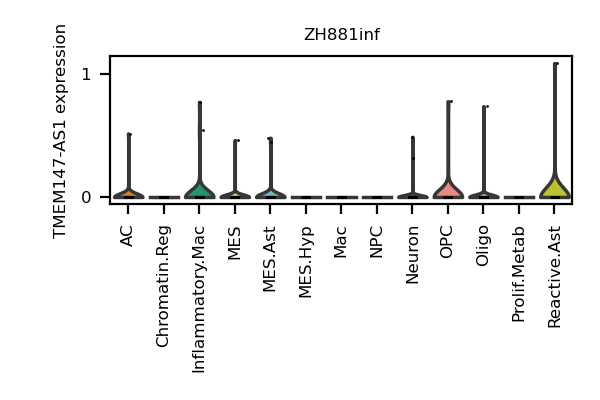 ZH881inf
TMEM147-AS1 expression
1
0
AC
Chromatin.Reg
Inflammatory.Mac
MES
MES.Ast
MES.Hyp
Mac
NPC
Neuron
OPC
Oligo
Prolif.Metab
Reactive.Ast